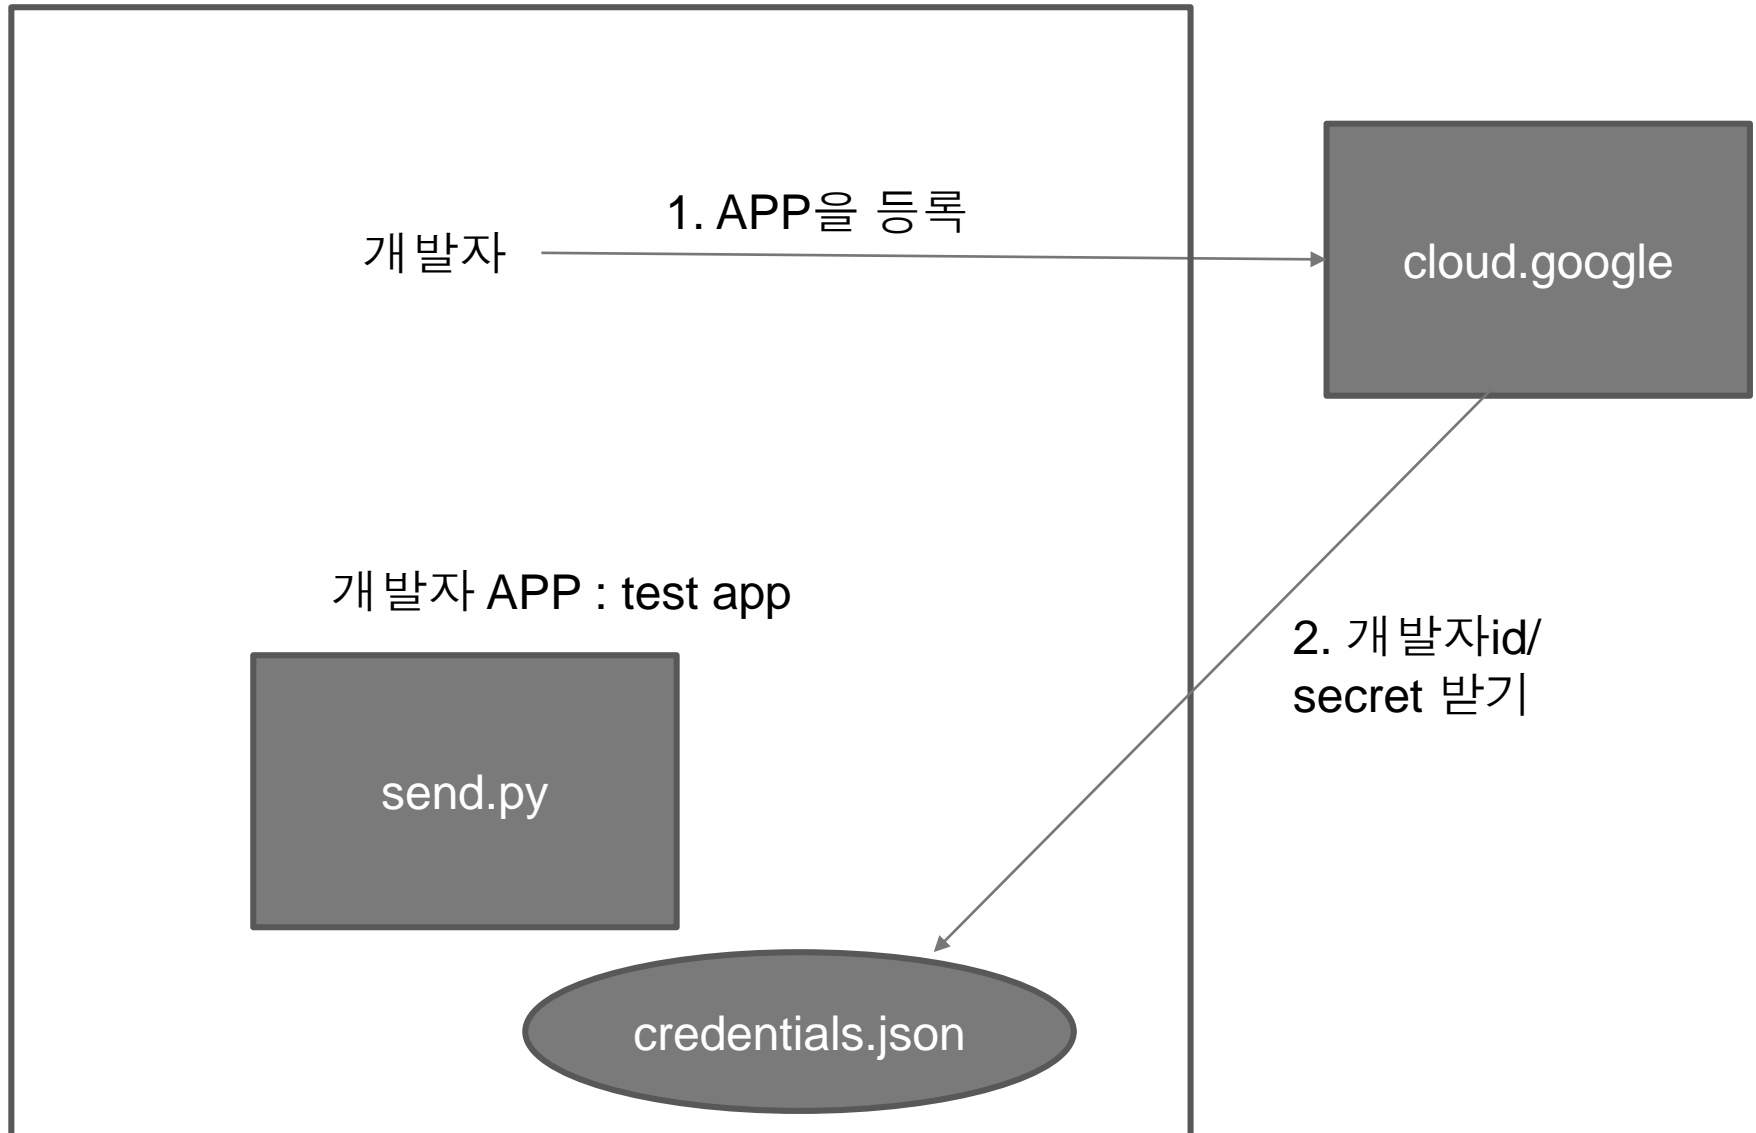 1. APP을 등록
개발자
cloud.google
개발자 APP : test app
2. 개발자id/
secret 받기
send.py
credentials.json